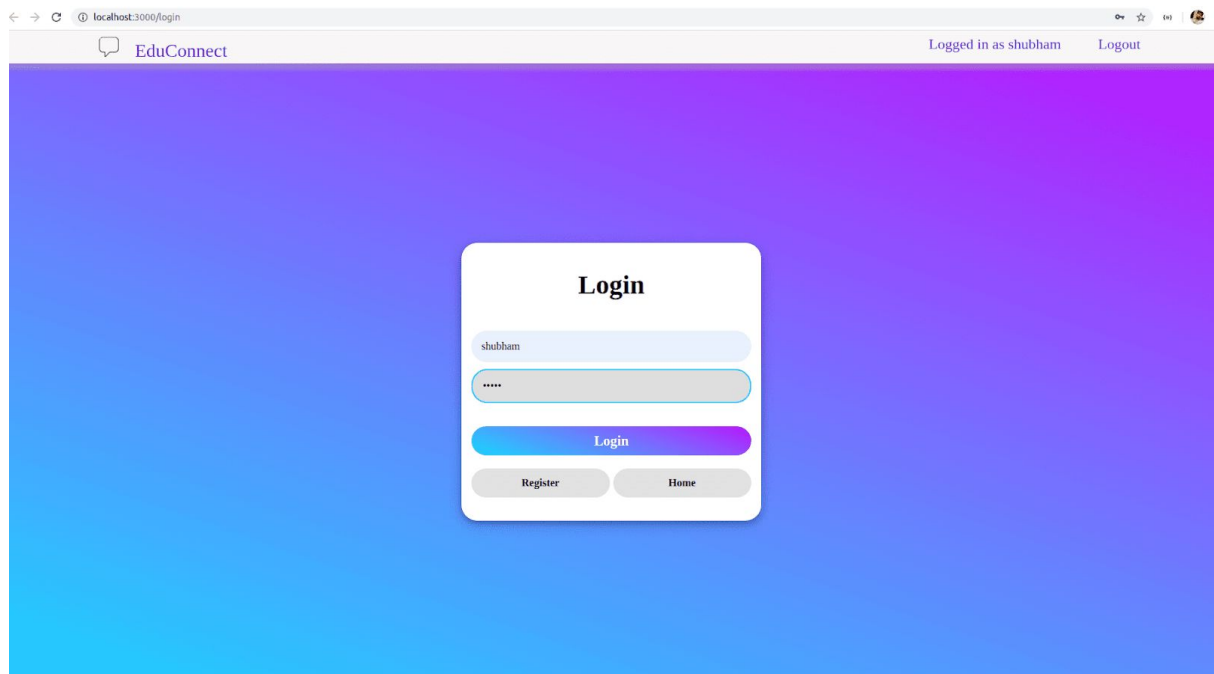 localhost:3000/login
EduConnect Logged in as shubham Logout
Login
shubham
•••••
Login
Register Home